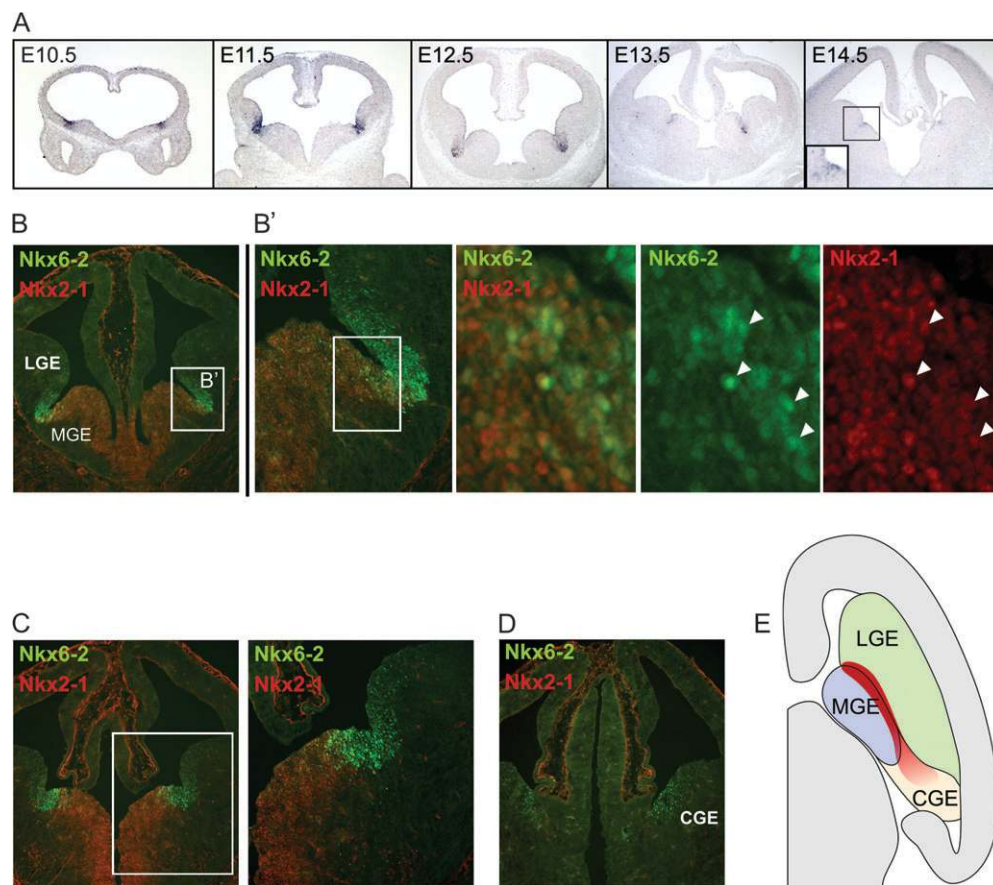 A
E10.5
E11.5
E12.5
E13.5
E14.5
B
Nkx6-2
Nkx2-1
LGE
B'
MGE
B'
Nkx6-2
Nkx2-1
Nkx6-2
Nkx2-1
Nkx6-2
Nkx2-1
C
Nkx6-2
Nkx2-1
Nkx6-2
Nkx2-1
D
Nkx6-2
Nkx2-1
CGE
E
LGE
MGE
CGE